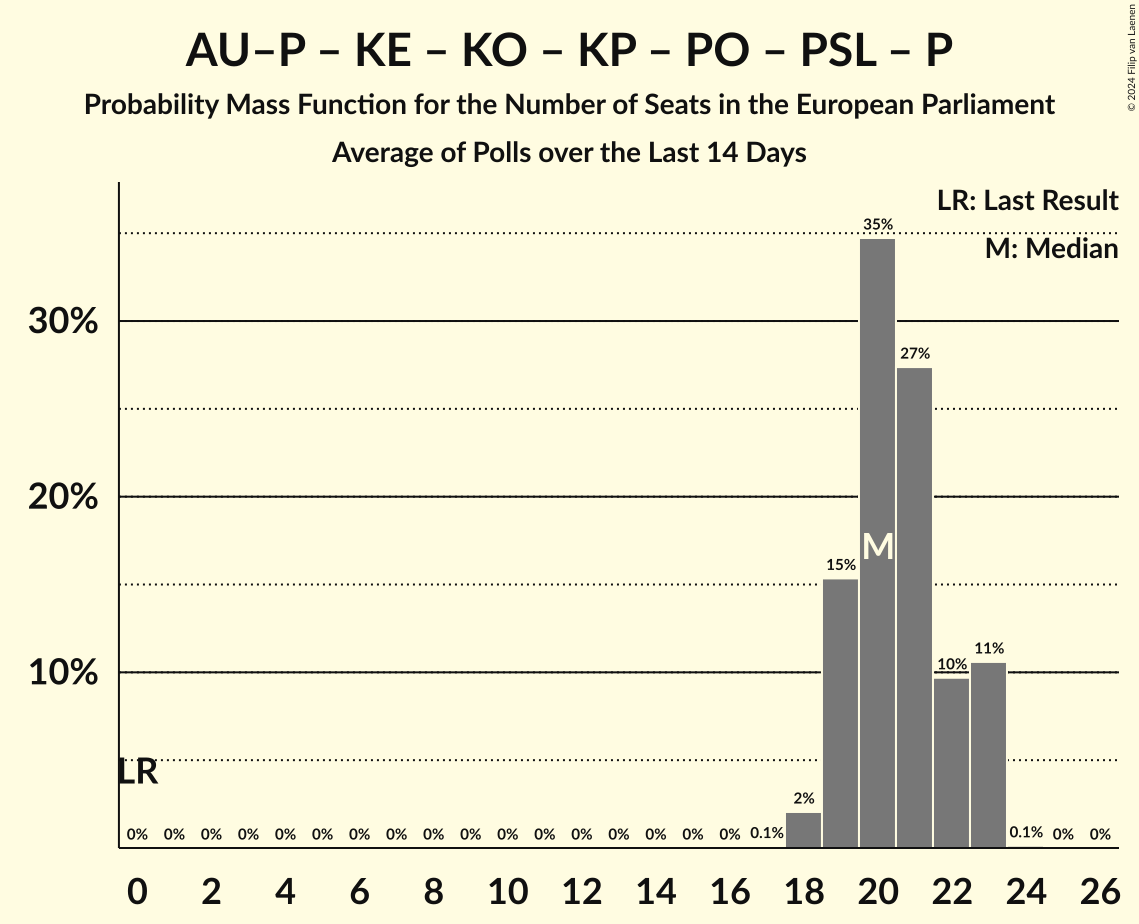 AU–P – KE – KO – KP – PO – PSL – P
Probability Mass Function for the Number of Seats in the European Parliament
Average of Polls over the Last 14 Days
© 2024 Filip van Laenen
LR: Last Result
M: Median
35%
30%
27%
20%
M
15%
11%
10%
10%
LR
2%
0% 0% 0% 0% 0% 0% 0% 0% 0% 0% 0% 0% 0% 0% 0% 0% 0% 0.1% 0.1% 0% 0%
0 2 4 6 8 10 12 14 16 18 20 22 24 26